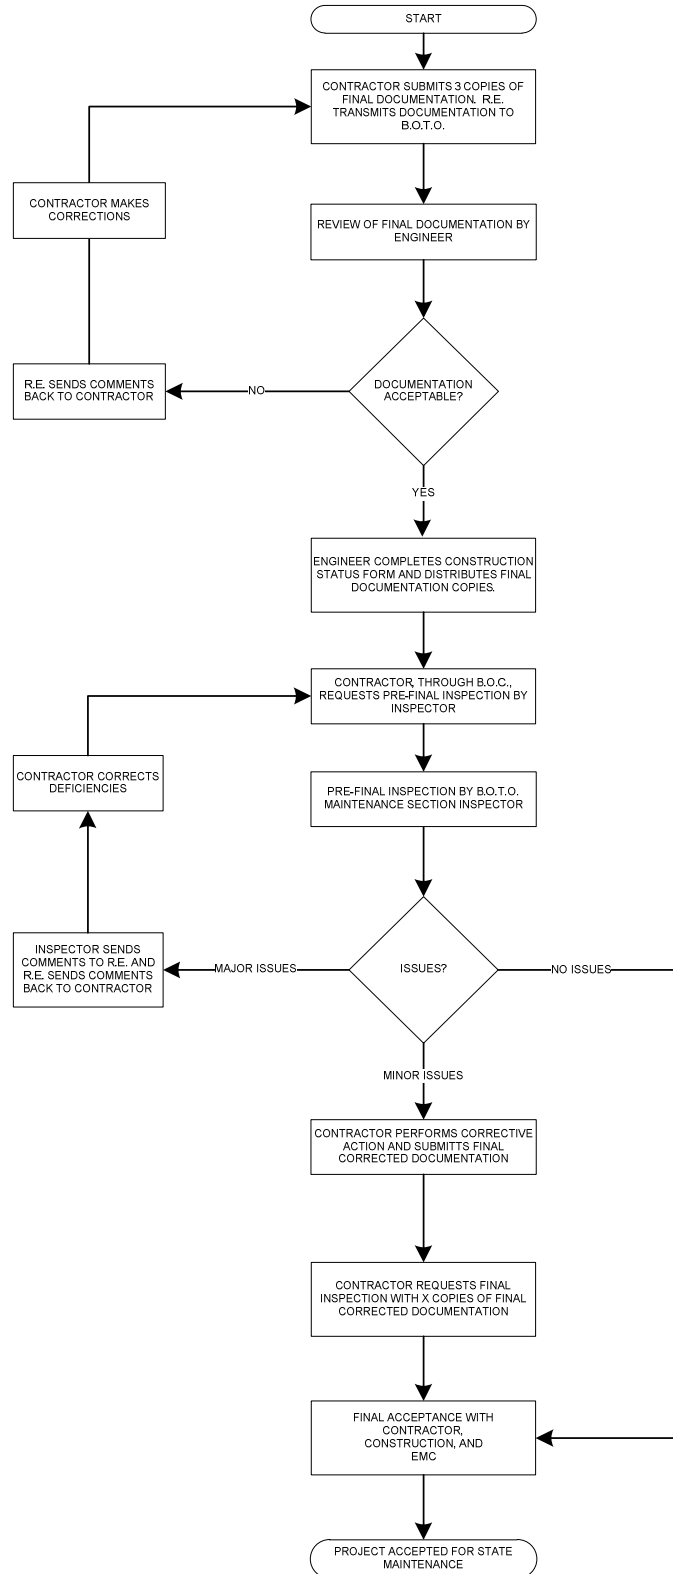 START
CONTRACTOR SUBMITS 3 COPIES OF
FINAL DOCUMENTATION. R.E.
TRANSMITS DOCUMENTATION TO
B.O.T.O.
CONTRACTOR MAKES
CORRECTIONS
REVIEW OF FINAL DOCUMENTATION BY
ENGINEER
R.E. SENDS COMMENTS
BACK TO CONTRACTOR
NO
DOCUMENTATION
ACCEPTABLE?
YES
ENGINEER COMPLETES CONSTRUCTION
STATUS FORM AND DISTRIBUTES FINAL
DOCUMENTATION COPIES.
CONTRACTOR, THROUGH B.O.C.,
REQUESTS PRE-FINAL INSPECTION BY
INSPECTOR
CONTRACTOR CORRECTS
DEFICIENCIES
PRE-FINAL INSPECTION BY B.O.T.O.
MAINTENANCE SECTION INSPECTOR
INSPECTOR SENDS
COMMENTS TO R.E. AND
R.E. SENDS COMMENTS
BACK TO CONTRACTOR
MAJOR ISSUES
ISSUES?
NO ISSUES
MINOR ISSUES
CONTRACTOR PERFORMS CORRECTIVE
ACTION AND SUBMITTS FINAL
CORRECTED DOCUMENTATION
CONTRACTOR REQUESTS FINAL
INSPECTION WITH X COPIES OF FINAL
CORRECTED DOCUMENTATION
FINAL ACCEPTANCE WITH
CONTRACTOR,
CONSTRUCTION, AND
EMC
PROJECT ACCEPTED FOR STATE
MAINTENANCE